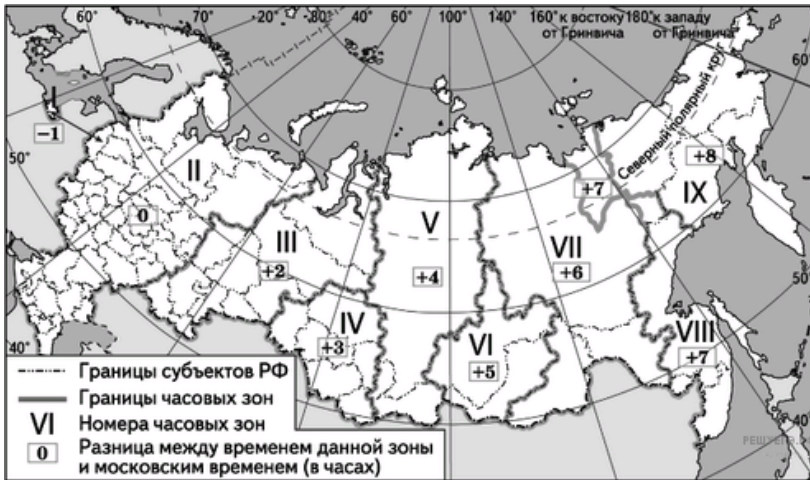 60° 70° -20° -80° 100° 140° 160° к востоку от Гринвича 180° к западу от Гринвича
60°
I
-1
50°
II
0
III
+2
IV
+3
V
+4
VI
+5
VII
+6
+7
Северный полярный круг
+8
IX
VIII
+7
50°
40°
40°
Границы субъектов РФ
Границы часовых зон
VI Номера часовых зон
0 Разница между временем данной зоны
и московским временем (в часах)